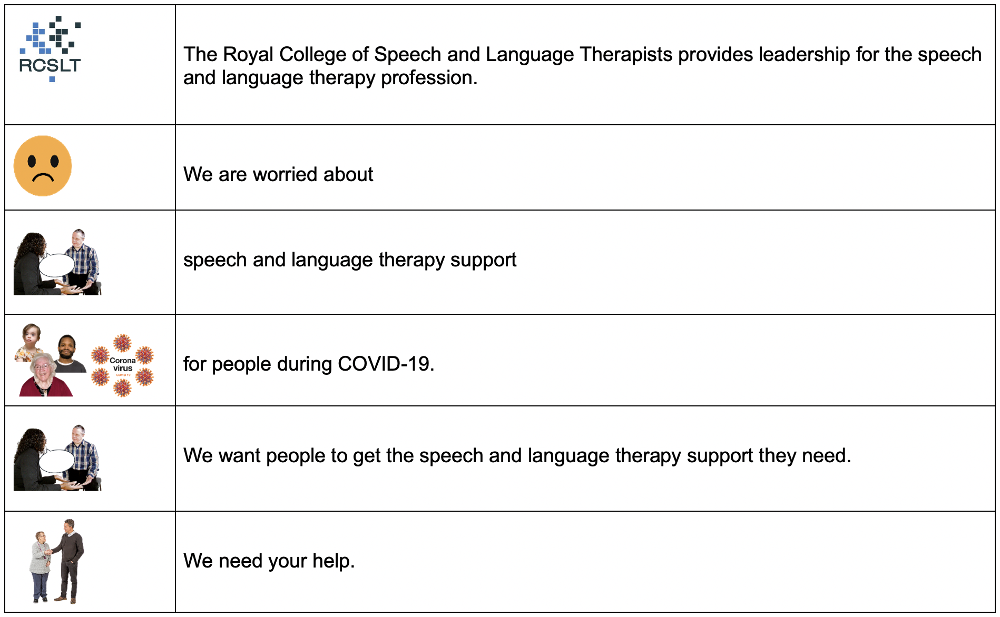 RCSLT
The Royal College of Speech and Language Therapists provides leadership for the speech
and language therapy profession.
We are worried about
speech and language therapy support
Corona
virus
COVID 19
for people during COVID-19.
We want people to get the speech and language therapy support they need.
We need your help.